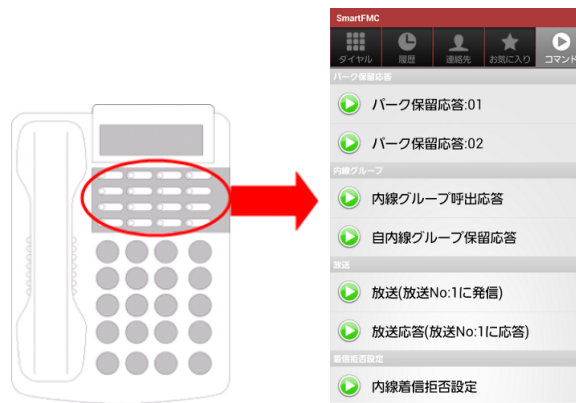 SmartFMC
ダイヤル 履歴 連絡先 お気に入り コマンド
パーク保留応答
パーク保留応答:01
パーク保留応答:02
内線グループ
内線グループ呼出応答
自内線グループ保留応答
放送
放送(放送No:1に発信)
放送応答(放送No:1に応答)
着信拒否設定
内線着信拒否設定